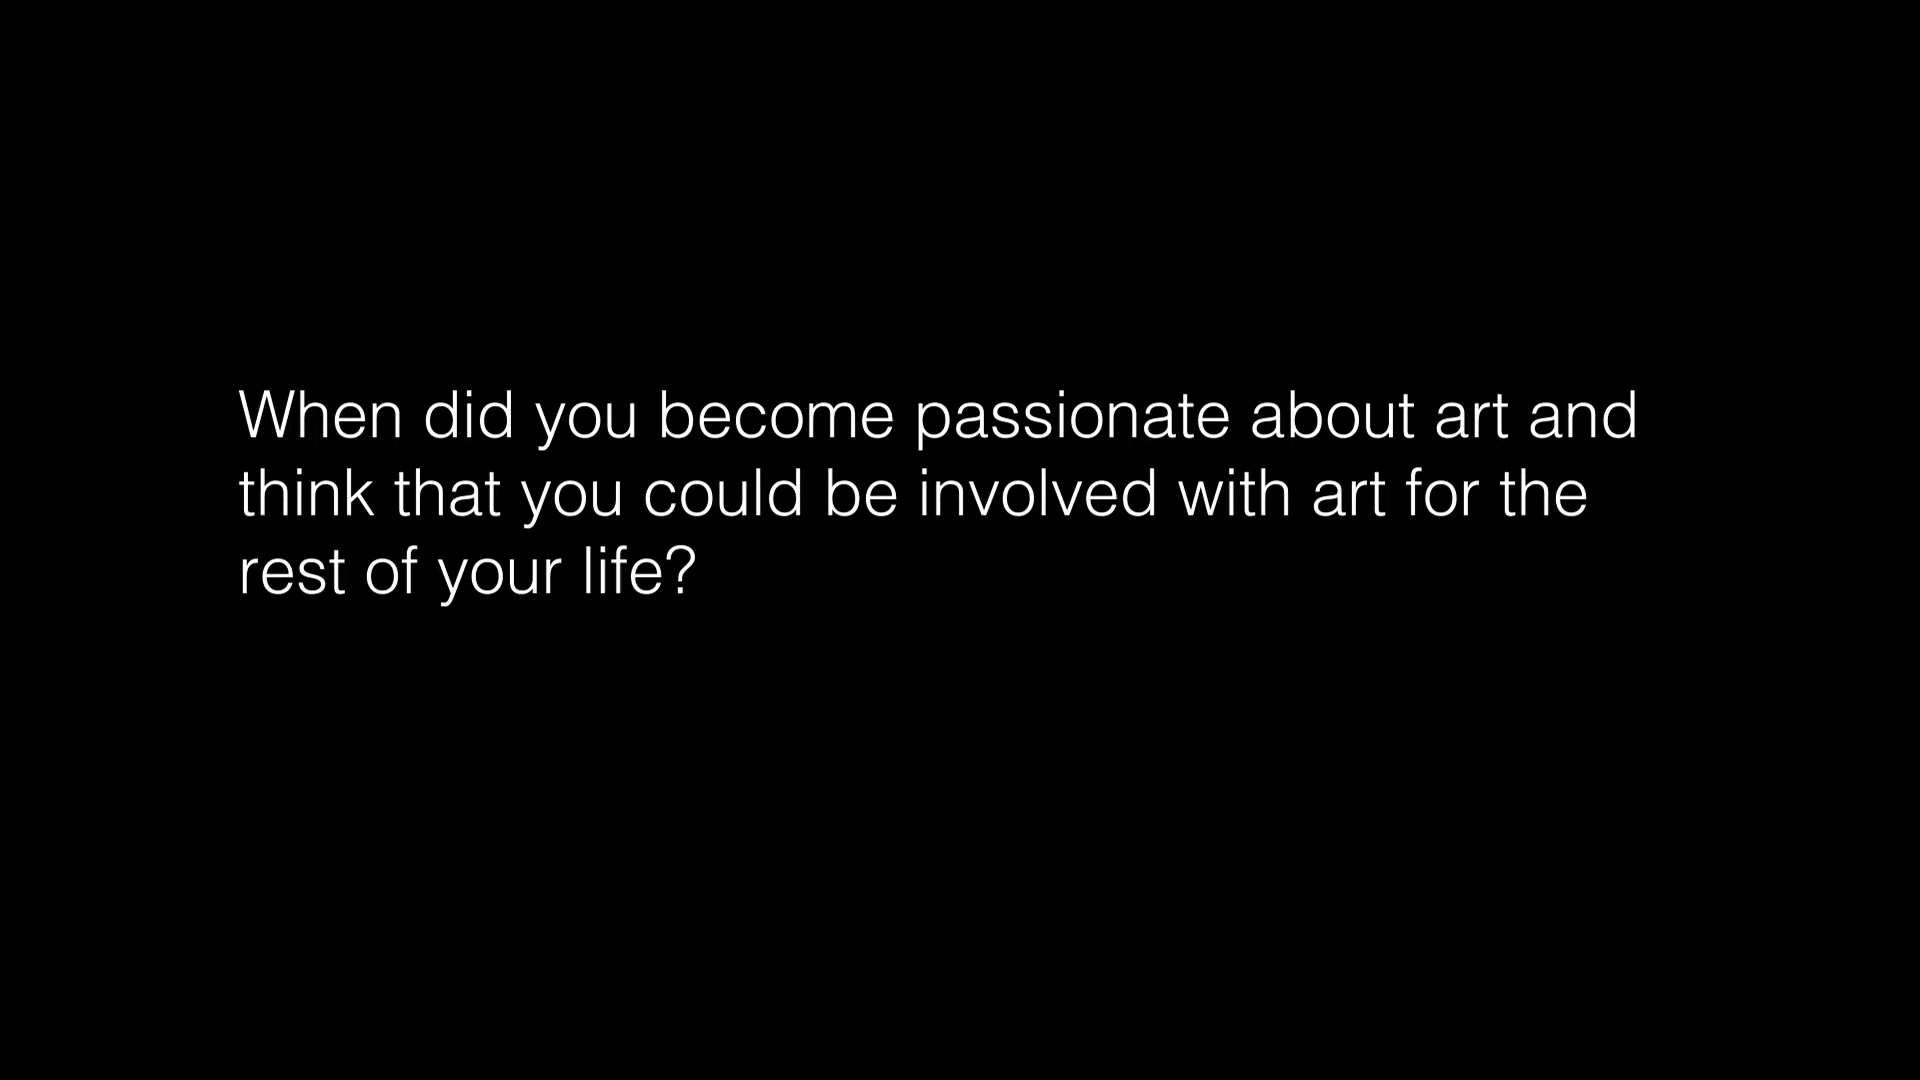 When did you become passionate about art and
think that you could be involved with art for the
rest of your life?